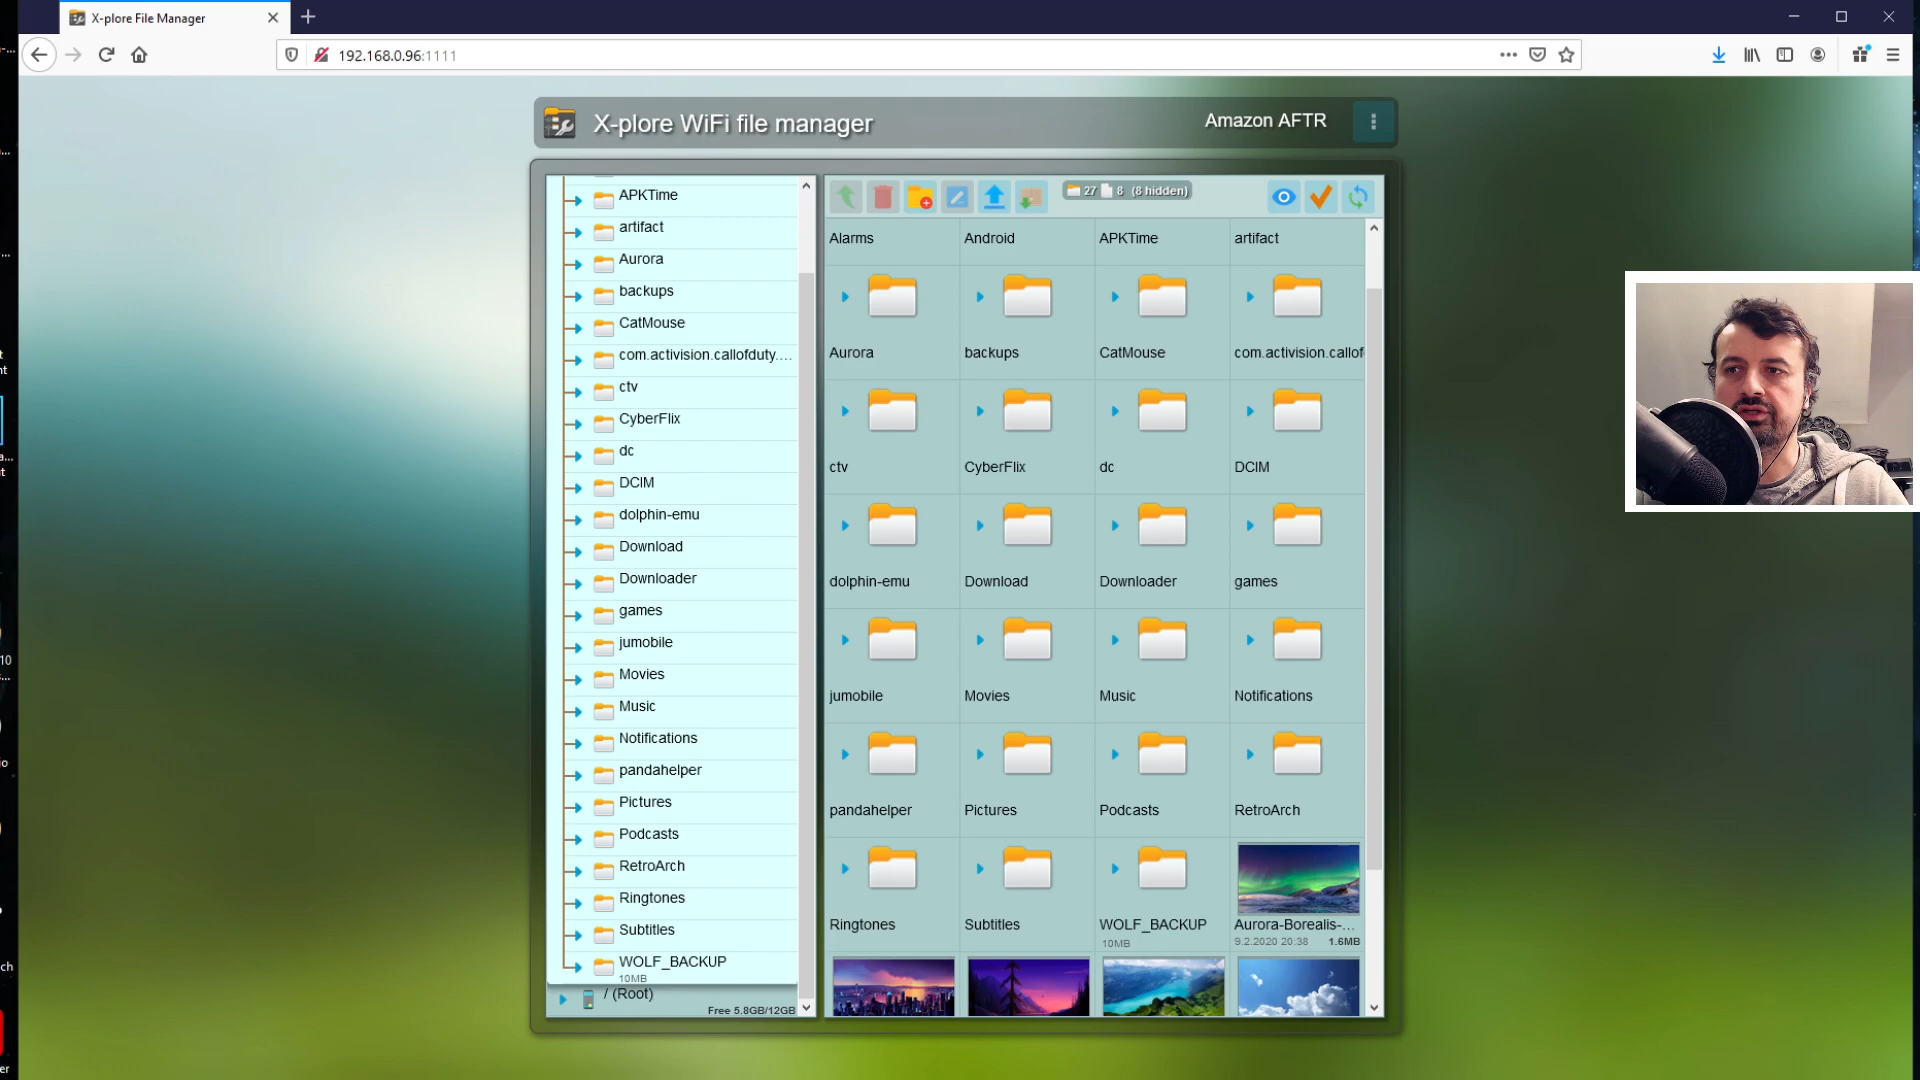 X-plore File Manager
192.168.0.96:1111
X-plore WiFi file manager
Amazon AFTR
APKTime
artifact
Aurora
backups
CatMouse
com.activision.callofduty....
ctv
CyberFlix
dc
DCIM
dolphin-emu
Download
Downloader
games
jumobile
Movies
Music
Notifications
pandahelper
Pictures
Podcasts
RetroArch
Ringtones
Subtitles
WOLF_BACKUP
10MB
/ (Root)
Free 5.8GB/12GB
27 8 (8 hidden)
Alarms Android APKTime artifact
Aurora backups CatMouse com.activision.callof
ctv CyberFlix dc DCIM
dolphin-emu Download Downloader games
jumobile Movies Music Notifications
pandahelper Pictures Podcasts RetroArch
Ringtones Subtitles WOLF_BACKUP Aurora-Borealis-...
10MB 9.2.2020 20:38 1.6MB